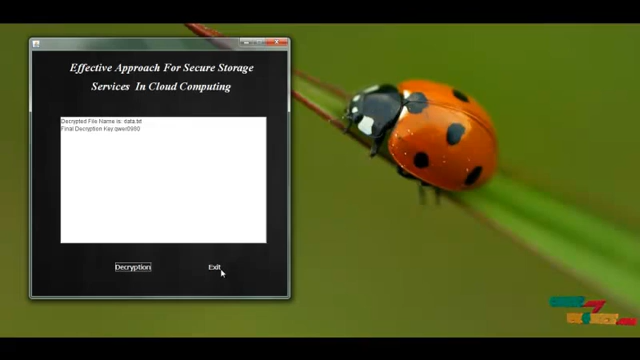 Effective Approach For Secure Storage
Services In Cloud Computing
Decrypted File Name is: data.txt
Final Decryption Key qwer0980
Decryption
Exit